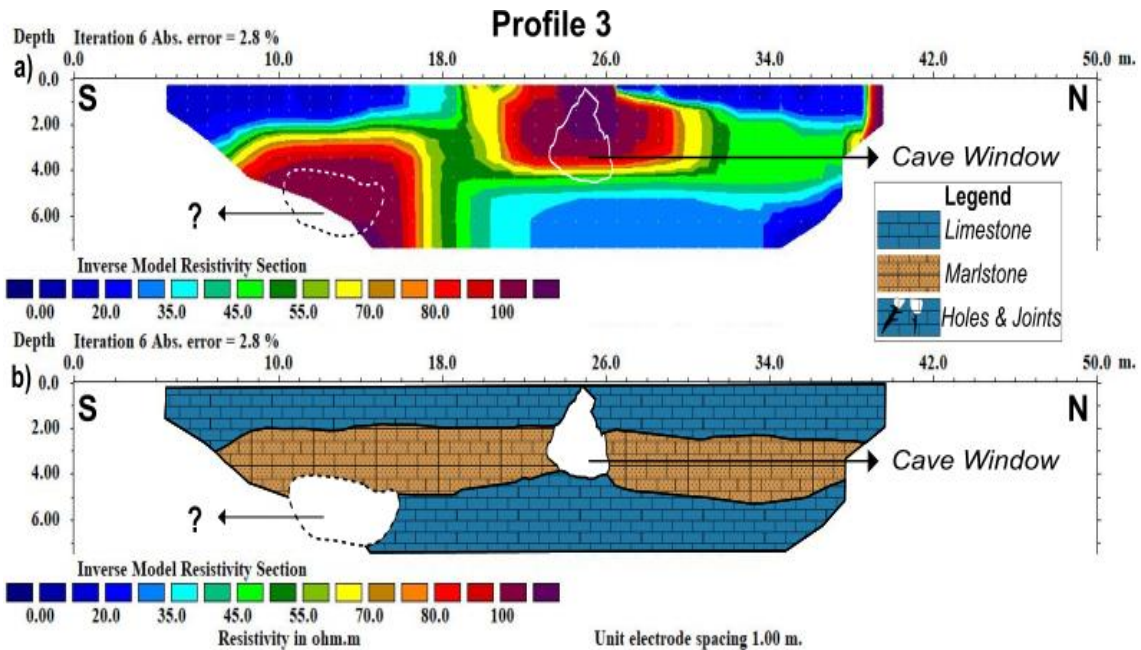 Profile 3
Depth Iteration 6 Abs. error = 2.8 %
0.0 10.0 18.0 26.0 34.0 42.0 50.0 m.
a)
0.0
S N
2.00
4.00
Cave Window
6.00
?
Legend
Limestone
Marlstone
Holes & Joints
Inverse Model Resistivity Section
0.00 20.0 35.0 45.0 55.0 70.0 80.0 100
Depth Iteration 6 Abs. error = 2.8 %
0.0 10.0 18.0 26.0 34.0 42.0 50.0 m.
b)
0.0
S N
2.00
4.00
Cave Window
6.00
?
Inverse Model Resistivity Section
0.00 20.0 35.0 45.0 55.0 70.0 80.0 100
Resistivity in ohm.m Unit electrode spacing 1.00 m.